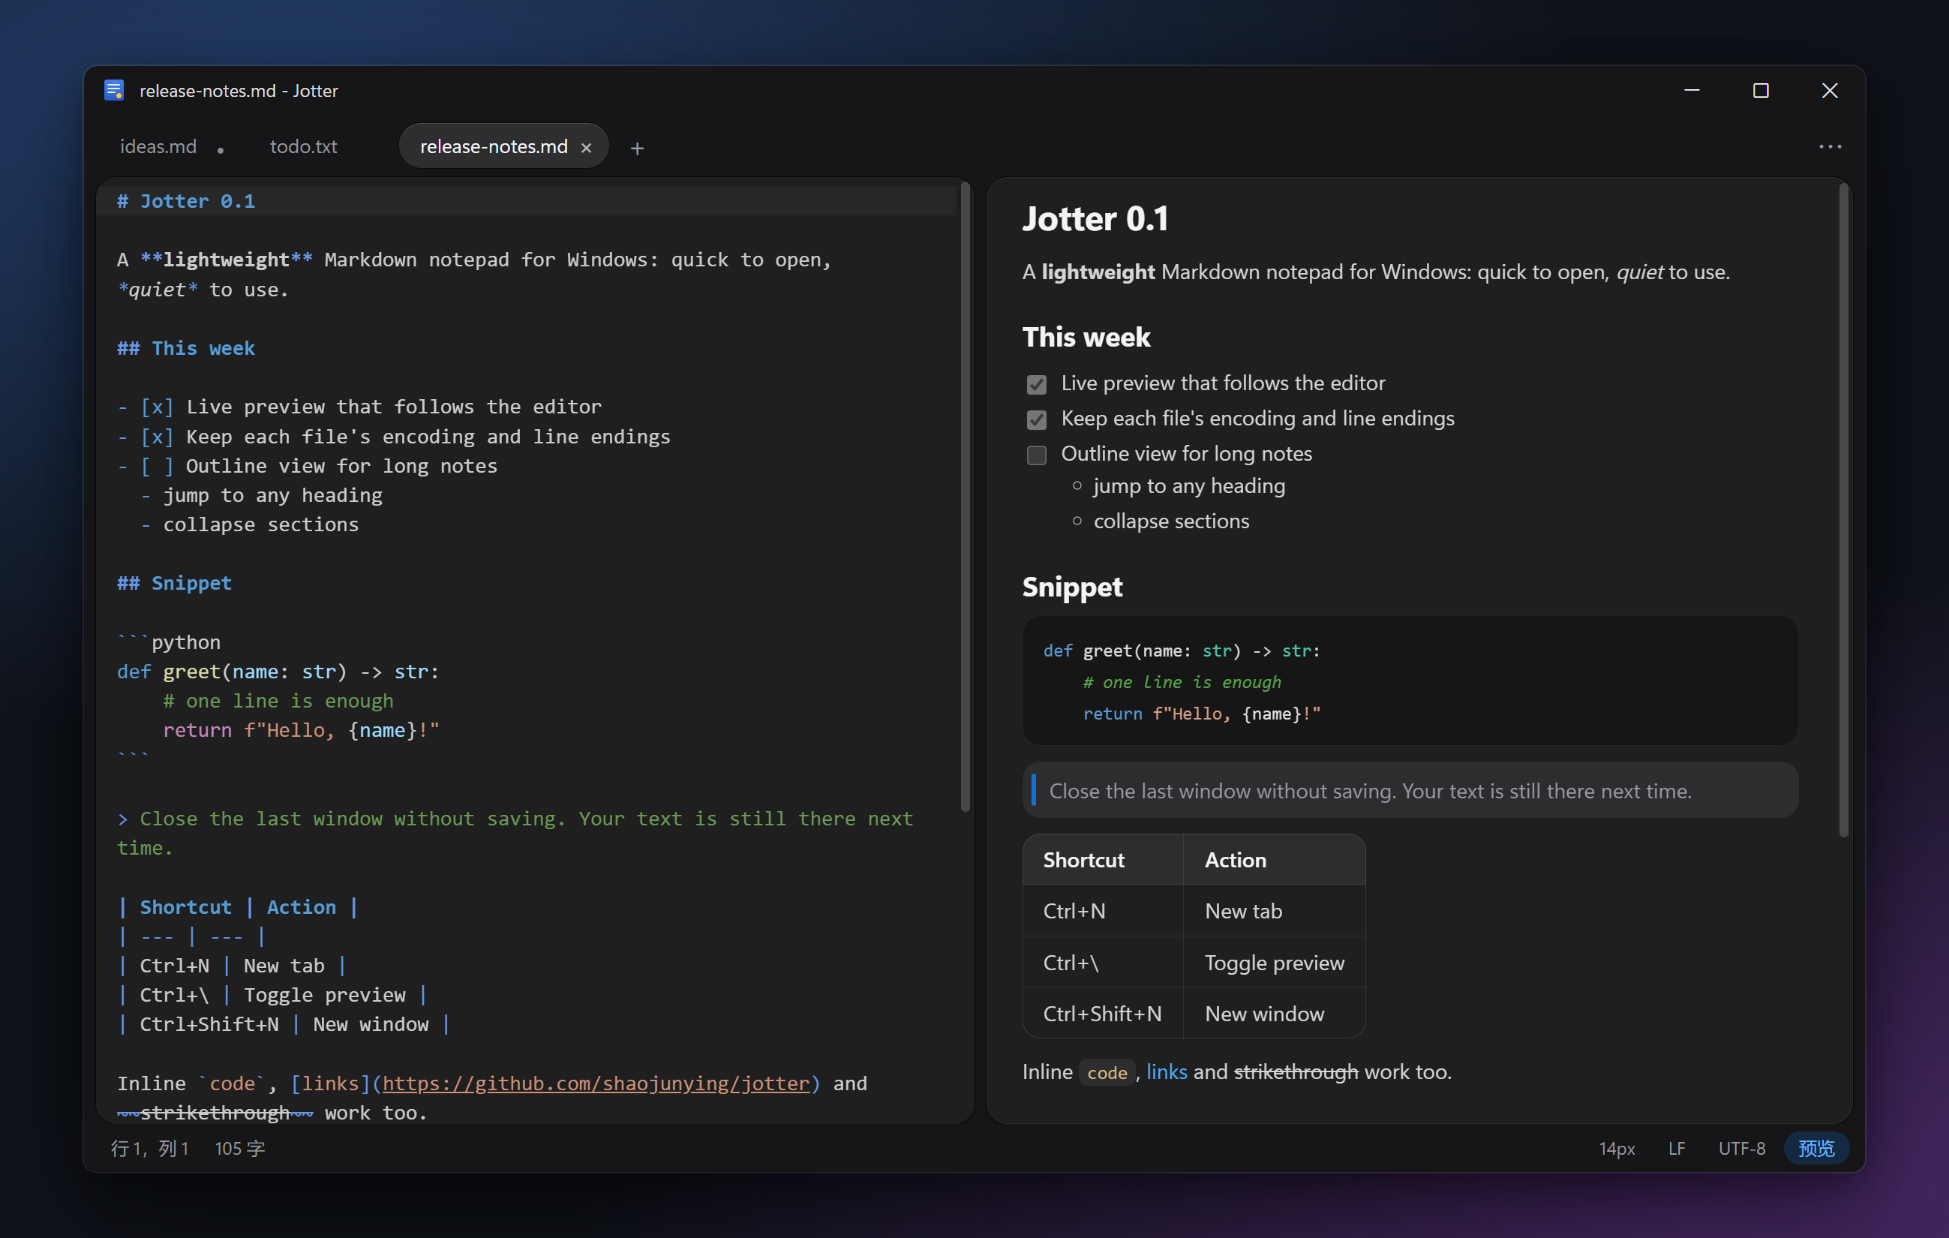 release-notes.md - Jotter
ideas.md
todo.txt
release-notes.md
# Jotter 0.1
A **lightweight** Markdown notepad for Windows: quick to open,
*quiet* to use.
## This week
- [x] Live preview that follows the editor
- [x] Keep each file's encoding and line endings
- [ ] Outline view for long notes
- jump to any heading
- collapse sections
## Snippet
```python
def greet(name: str) -> str:
# one line is enough
return f"Hello, {name}!"
```
> Close the last window without saving. Your text is still there next
time.
| Shortcut | Action |
| --- | --- |
| Ctrl+N | New tab |
| Ctrl+\ | Toggle preview |
| Ctrl+Shift+N | New window |
Inline `code`, [links](https://github.com/shaojunying/jotter) and
~~strikethrough~~ work too.
Jotter 0.1
A lightweight Markdown notepad for Windows: quick to open, quiet to use.
This week
Live preview that follows the editor
Keep each file's encoding and line endings
Outline view for long notes
jump to any heading
collapse sections
Snippet
def greet(name: str) -> str:
# one line is enough
return f"Hello, {name}!"
Close the last window without saving. Your text is still there next time.
Shortcut Action
Ctrl+N New tab
Ctrl+\ Toggle preview
Ctrl+Shift+N New window
Inline code, links and strikethrough work too.
行 1, 列 1 105 字
14px LF UTF-8 预览